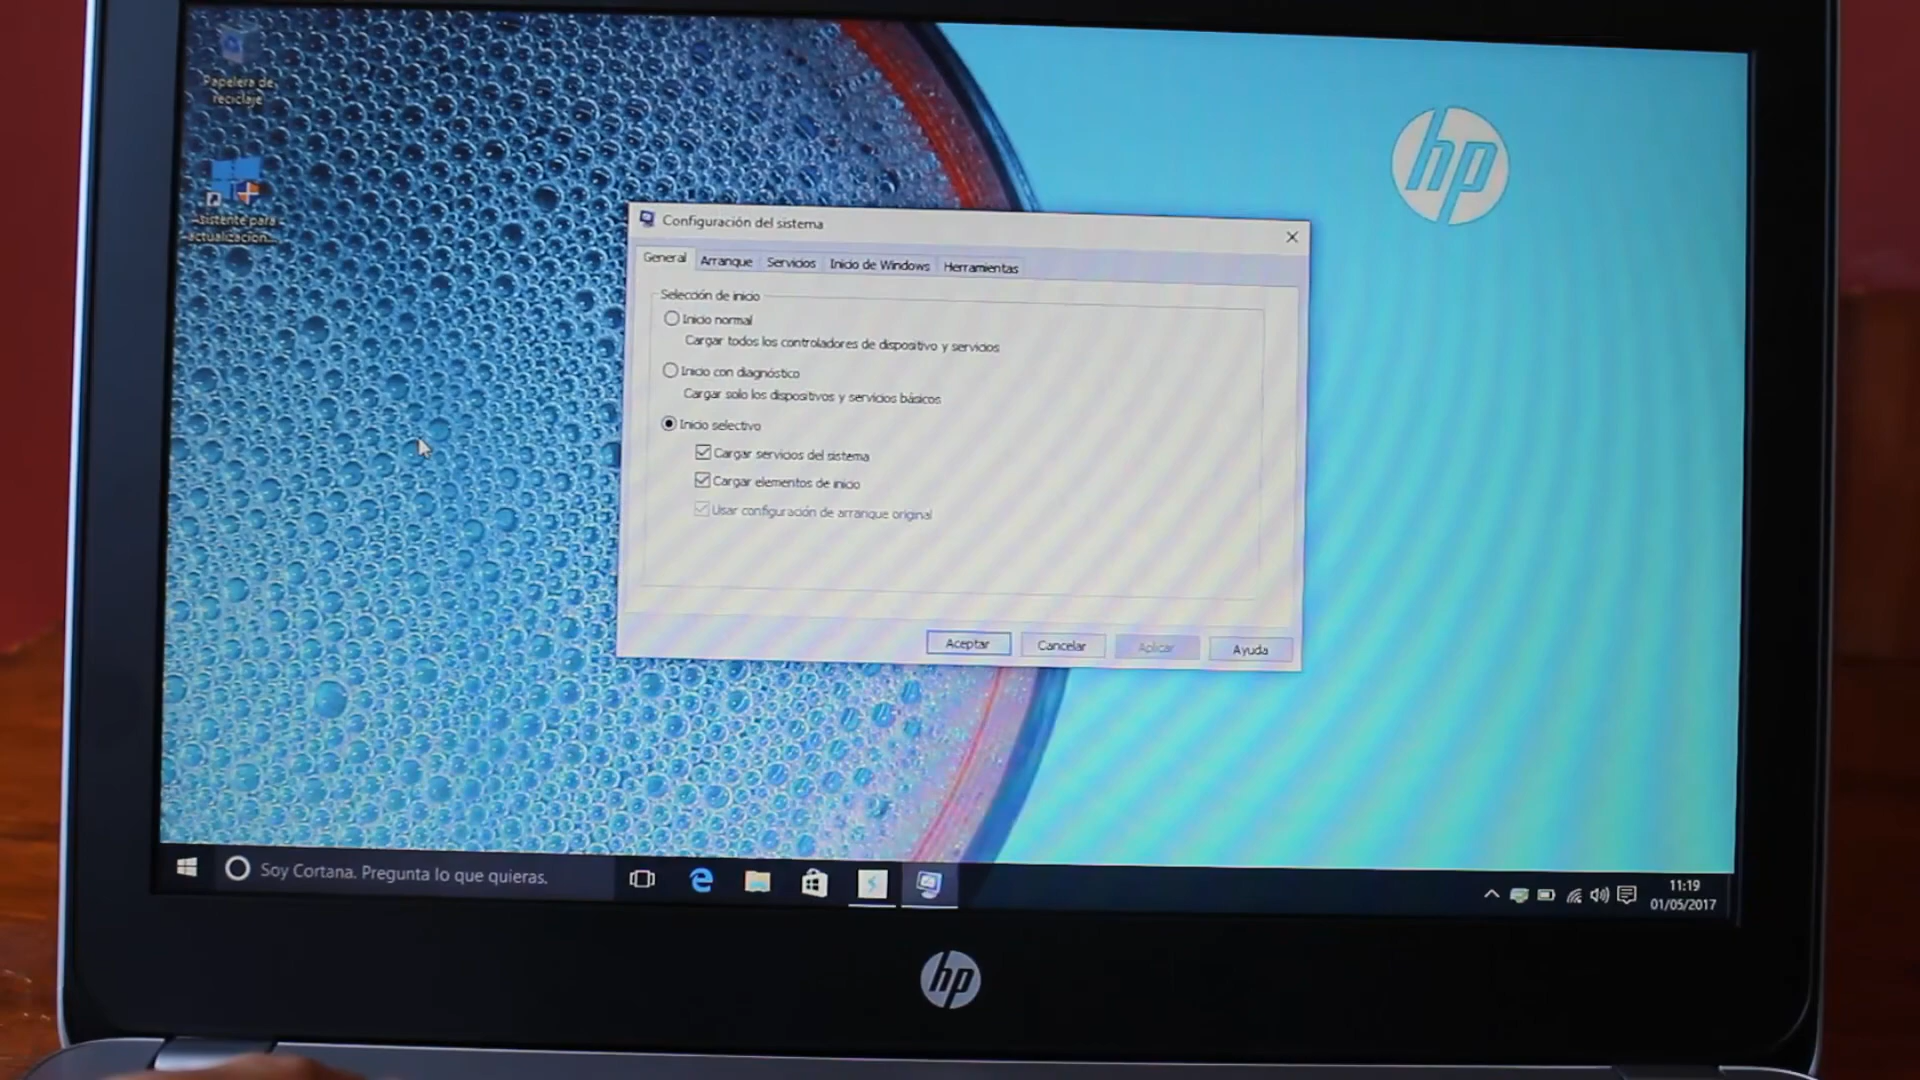 Papelera de
reciclaje
Asistente para
actualización...
hp
Configuración del sistema
General Arranque Servicios Inicio de Windows Herramientas
Selección de inicio
Inicio normal
Cargar todos los controladores de dispositivo y servicios
Inicio con diagnóstico
Cargar solo los dispositivos y servicios básicos
Inicio selectivo
Cargar servicios del sistema
Cargar elementos de inicio
Usar configuración de arranque original
Aceptar Cancelar Aplicar Ayuda
Soy Cortana. Pregunta lo que quieras.
11:19
01/05/2017
hp